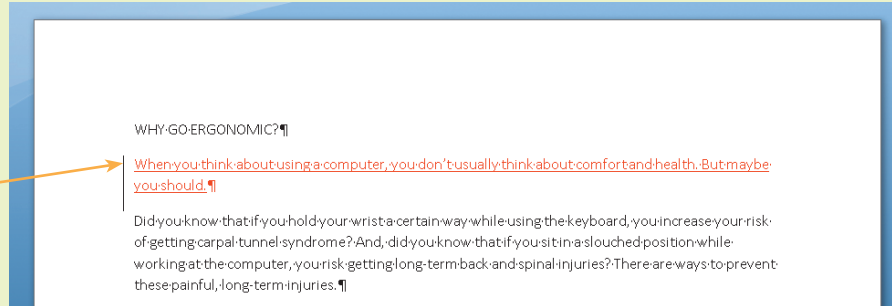 WHY GO ERGONOMIC?¶
When you think about using a computer, you don't usually think about comfort and health. But maybe
you should.¶
Did you know that if you hold your wrist a certain way while using the keyboard, you increase your risk
of getting carpal tunnel syndrome? And, did you know that if you sit in a slouched position while
working at the computer, you risk getting long-term back and spinal injuries? There are ways to prevent
these painful, long-term injuries.¶